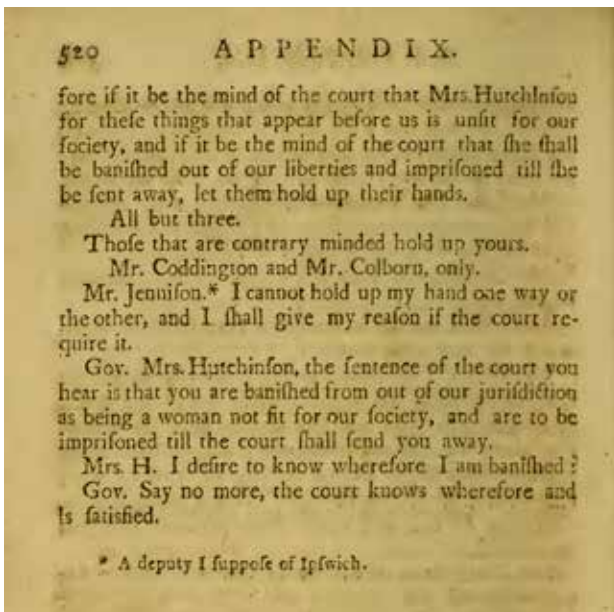 520 APPENDIX.
fore if it be the mind of the court that Mrs. Hutchinſon
for theſe things that appear before us is unfit for our
ſociety, and if it be the mind of the court that ſhe ſhall
be baniſhed out of our liberties and impriſoned till ſhe
be ſent away, let them hold up their hands.
All but three.
Thoſe that are contrary minded hold up yours.
Mr. Coddington and Mr. Colborn, only.
Mr. Jenniſon.* I cannot hold up my hand one way or
the other, and I ſhall give my reaſon if the court re-
quire it.
Gov. Mrs. Hutchinſon, the ſentence of the court you
hear is that you are baniſhed from out of our juriſdiction
as being a woman not fit for our ſociety, and are to be
impriſoned till the court ſhall ſend you away.
Mrs. H. I deſire to know wherefore I am baniſhed?
Gov. Say no more, the court knows wherefore and
is ſatisfied.
* A deputy I ſuppoſe of Ipſwich.